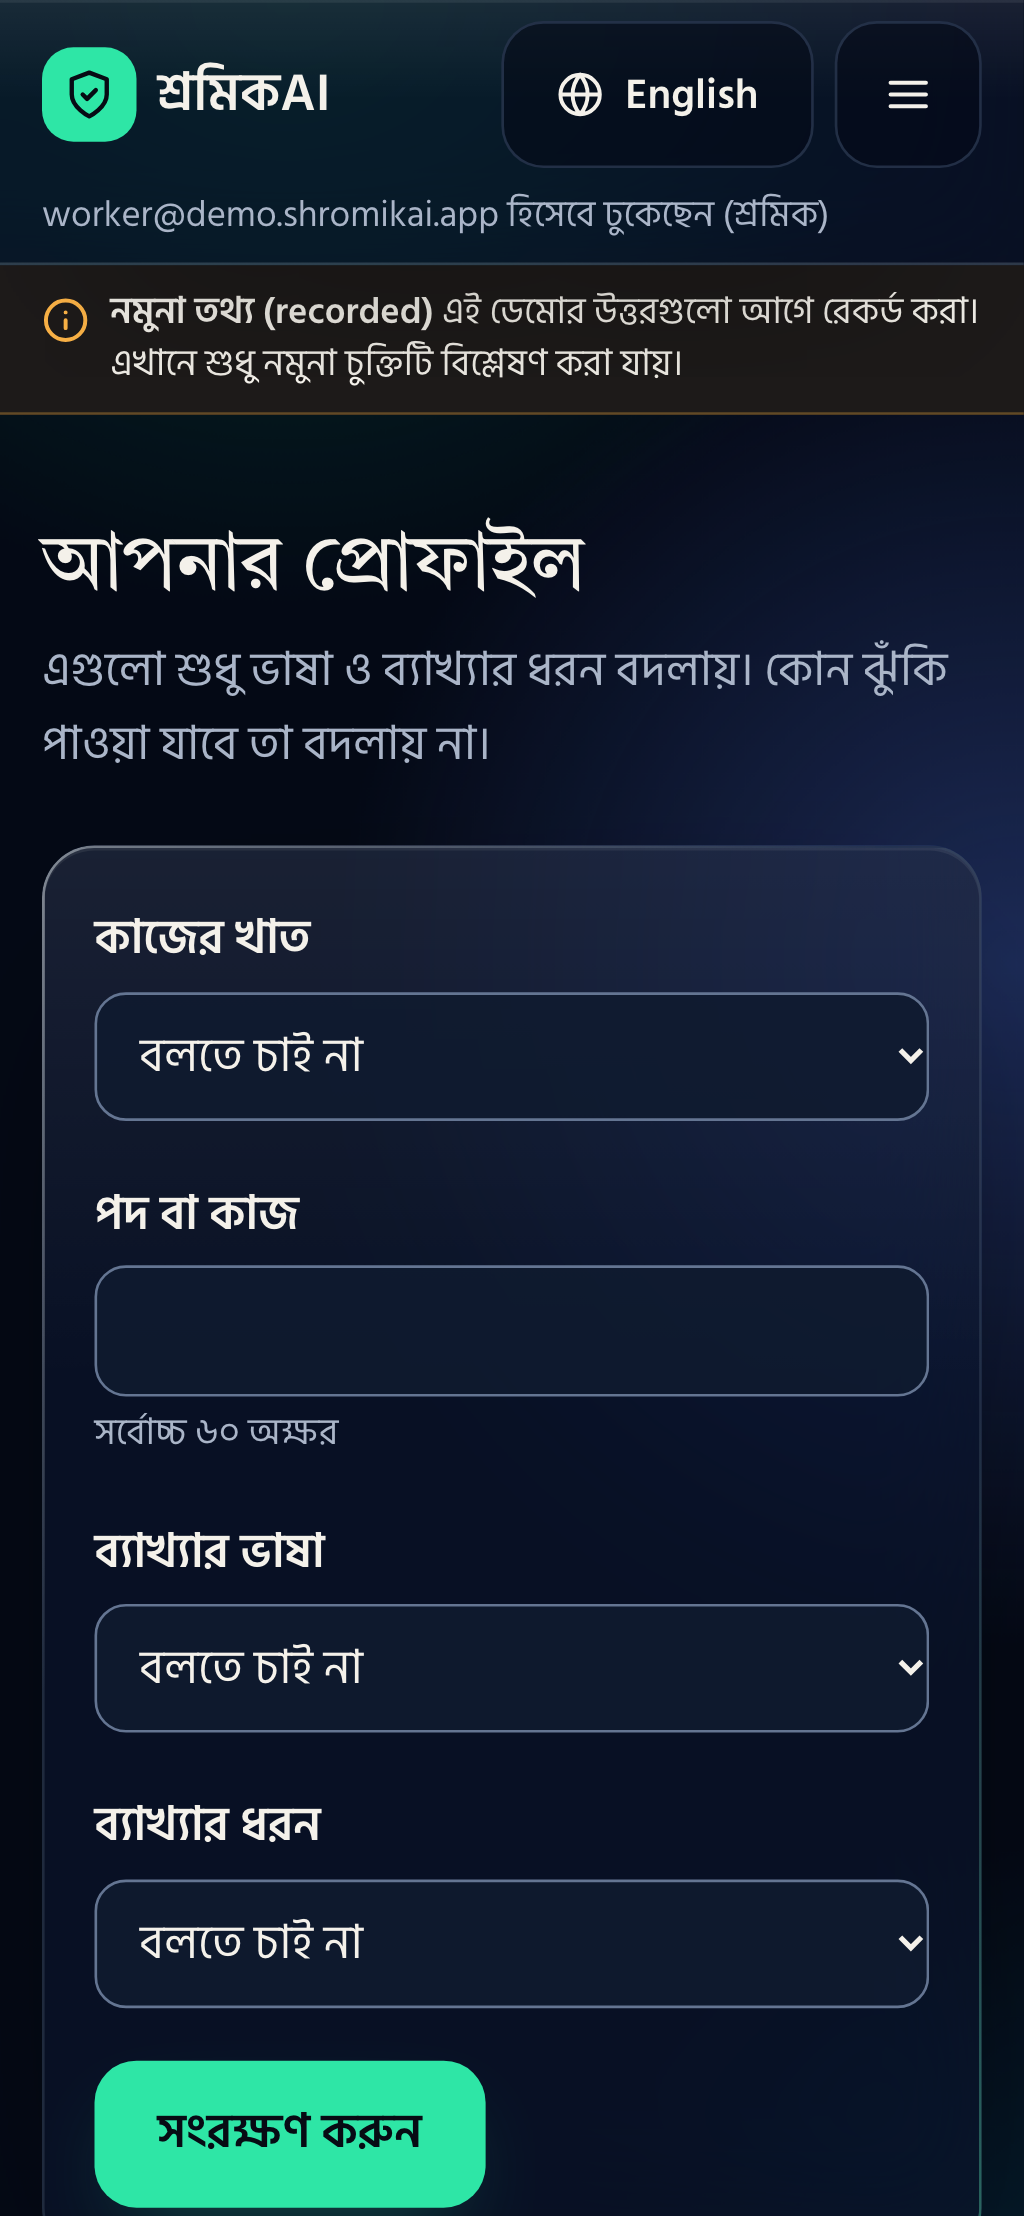 শ্রমিকAI
English
worker@demo.shromikai.app হিসেবে ঢুকেছেন (শ্রমিক)
নমুনা তথ্য (recorded) এই ডেমোর উত্তরগুলো আগে রেকর্ড করা।
এখানে শুধু নমুনা চুক্তিটি বিশ্লেষণ করা যায়।
আপনার প্রোফাইল
এগুলো শুধু ভাষা ও ব্যাখ্যার ধরন বদলায়। কোন ঝুঁকি
পাওয়া যাবে তা বদলায় না।
কাজের খাত
বলতে চাই না
পদ বা কাজ
সর্বোচ্চ ৬০ অক্ষর
ব্যাখ্যার ভাষা
বলতে চাই না
ব্যাখ্যার ধরন
বলতে চাই না
সংরক্ষণ করুন